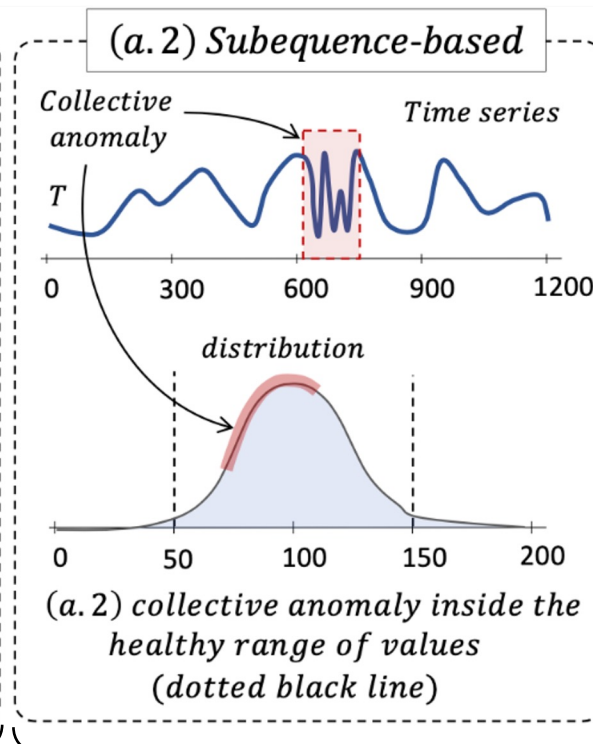 (a. 2) Subequence-based
Collective
anomaly
Time series
T
0 300 600 900 1200
distribution
0 50 100 150 200
(a. 2) collective anomaly inside the
healthy range of values
(dotted black line)